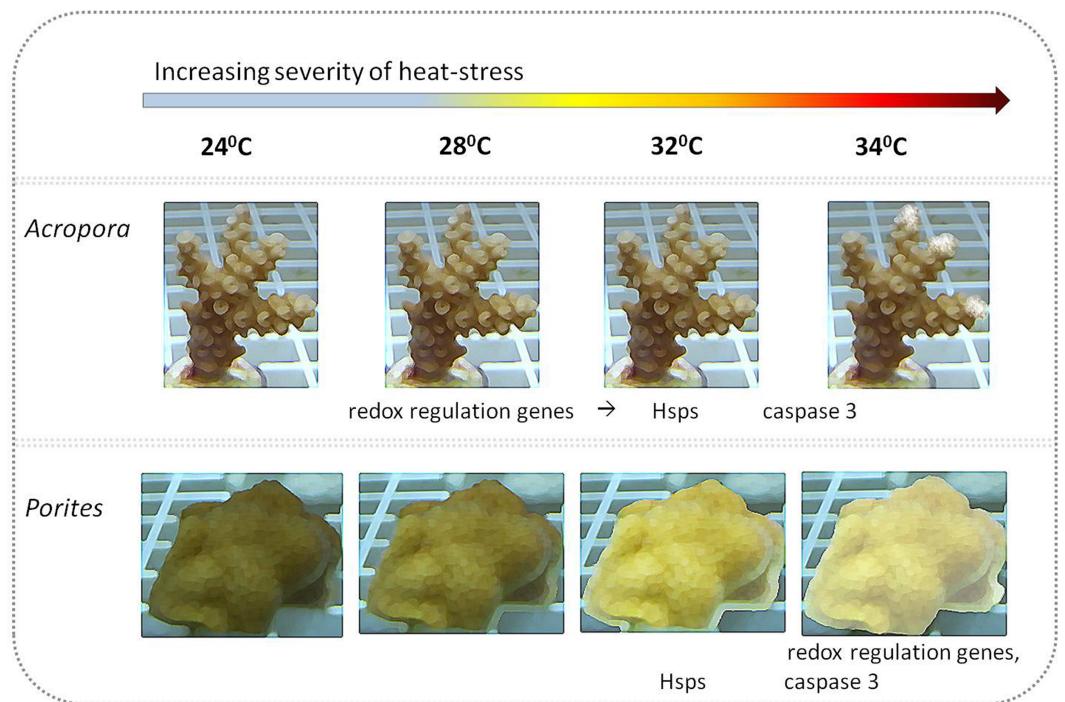 Increasing severity of heat-stress
24⁰C 28⁰C 32⁰C 34⁰C
Acropora
redox regulation genes → Hsps caspase 3
Porites
redox regulation genes,
Hsps caspase 3